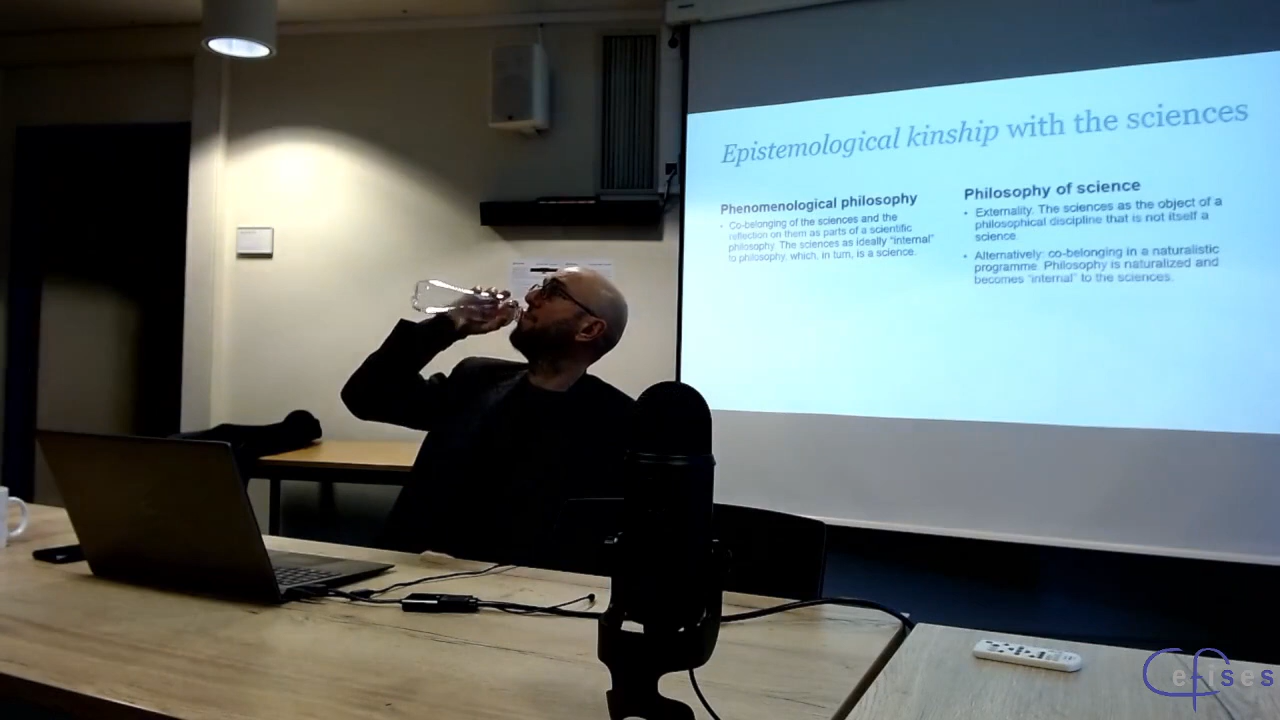 Epistemological kinship with the sciences
Phenomenological philosophy
• Co-belonging of the sciences and the
reflection on them as parts of a scientific
philosophy. The sciences as ideally “internal”
to philosophy, which, in turn, is a science.
Philosophy of science
• Externality. The sciences as the object of a
philosophical discipline that is not itself a
science.
• Alternatively: co-belonging in a naturalistic
programme. Philosophy is naturalized and
becomes “internal” to the sciences.
Cefises